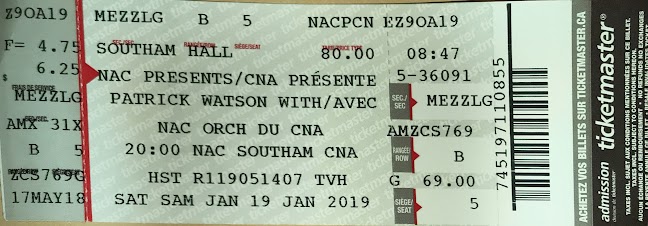 Z9OA19 MEZZLG B 5 NACPCN EZ9OA19
F= 4.75 SOUTHAM HALL 80.00 08:47
$ 6.25 NAC PRESENTS/CNA PRÉSENTE 5-36091
MEZZLG PATRICK WATSON WITH/AVEC SEC/SEC MEZZLG
AMX 31X NAC ORCH DU CNA AMZCS769
B 5 20:00 NAC SOUTHAM CNA RANGÉE/ROW B
ZCS769G HST R119051407 TVH G 69.00
17MAY18 SAT SAM JAN 19 JAN 2019 SIÈGE/SEAT 5
745197110855
ACHETEZ VOS BILLETS SUR TICKETMASTER.CA
admission ticketmaster®